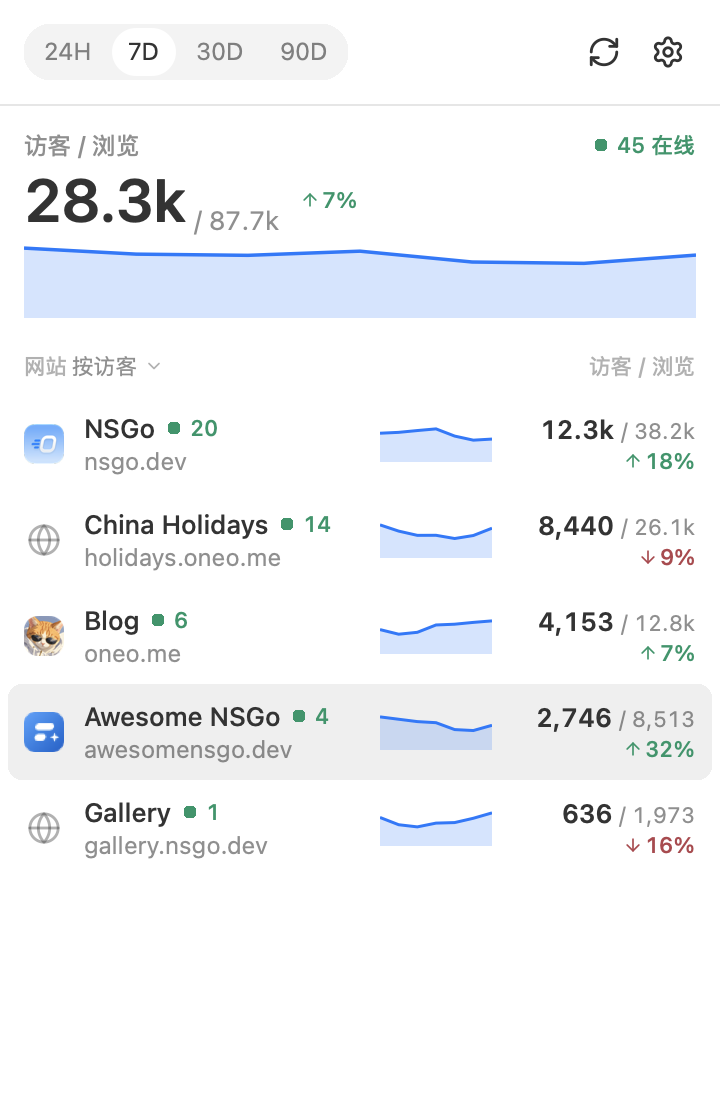 24H 7D 30D 90D
访客 / 浏览
45 在线
28.3k / 87.7k ↑7%
网站 按访客
访客 / 浏览
NSGo 20
nsgo.dev
12.3k / 38.2k
↑18%
China Holidays 14
holidays.oneo.me
8,440 / 26.1k
↓9%
Blog 6
oneo.me
4,153 / 12.8k
↑7%
Awesome NSGo 4
awesomensgo.dev
2,746 / 8,513
↑32%
Gallery 1
gallery.nsgo.dev
636 / 1,973
↓16%